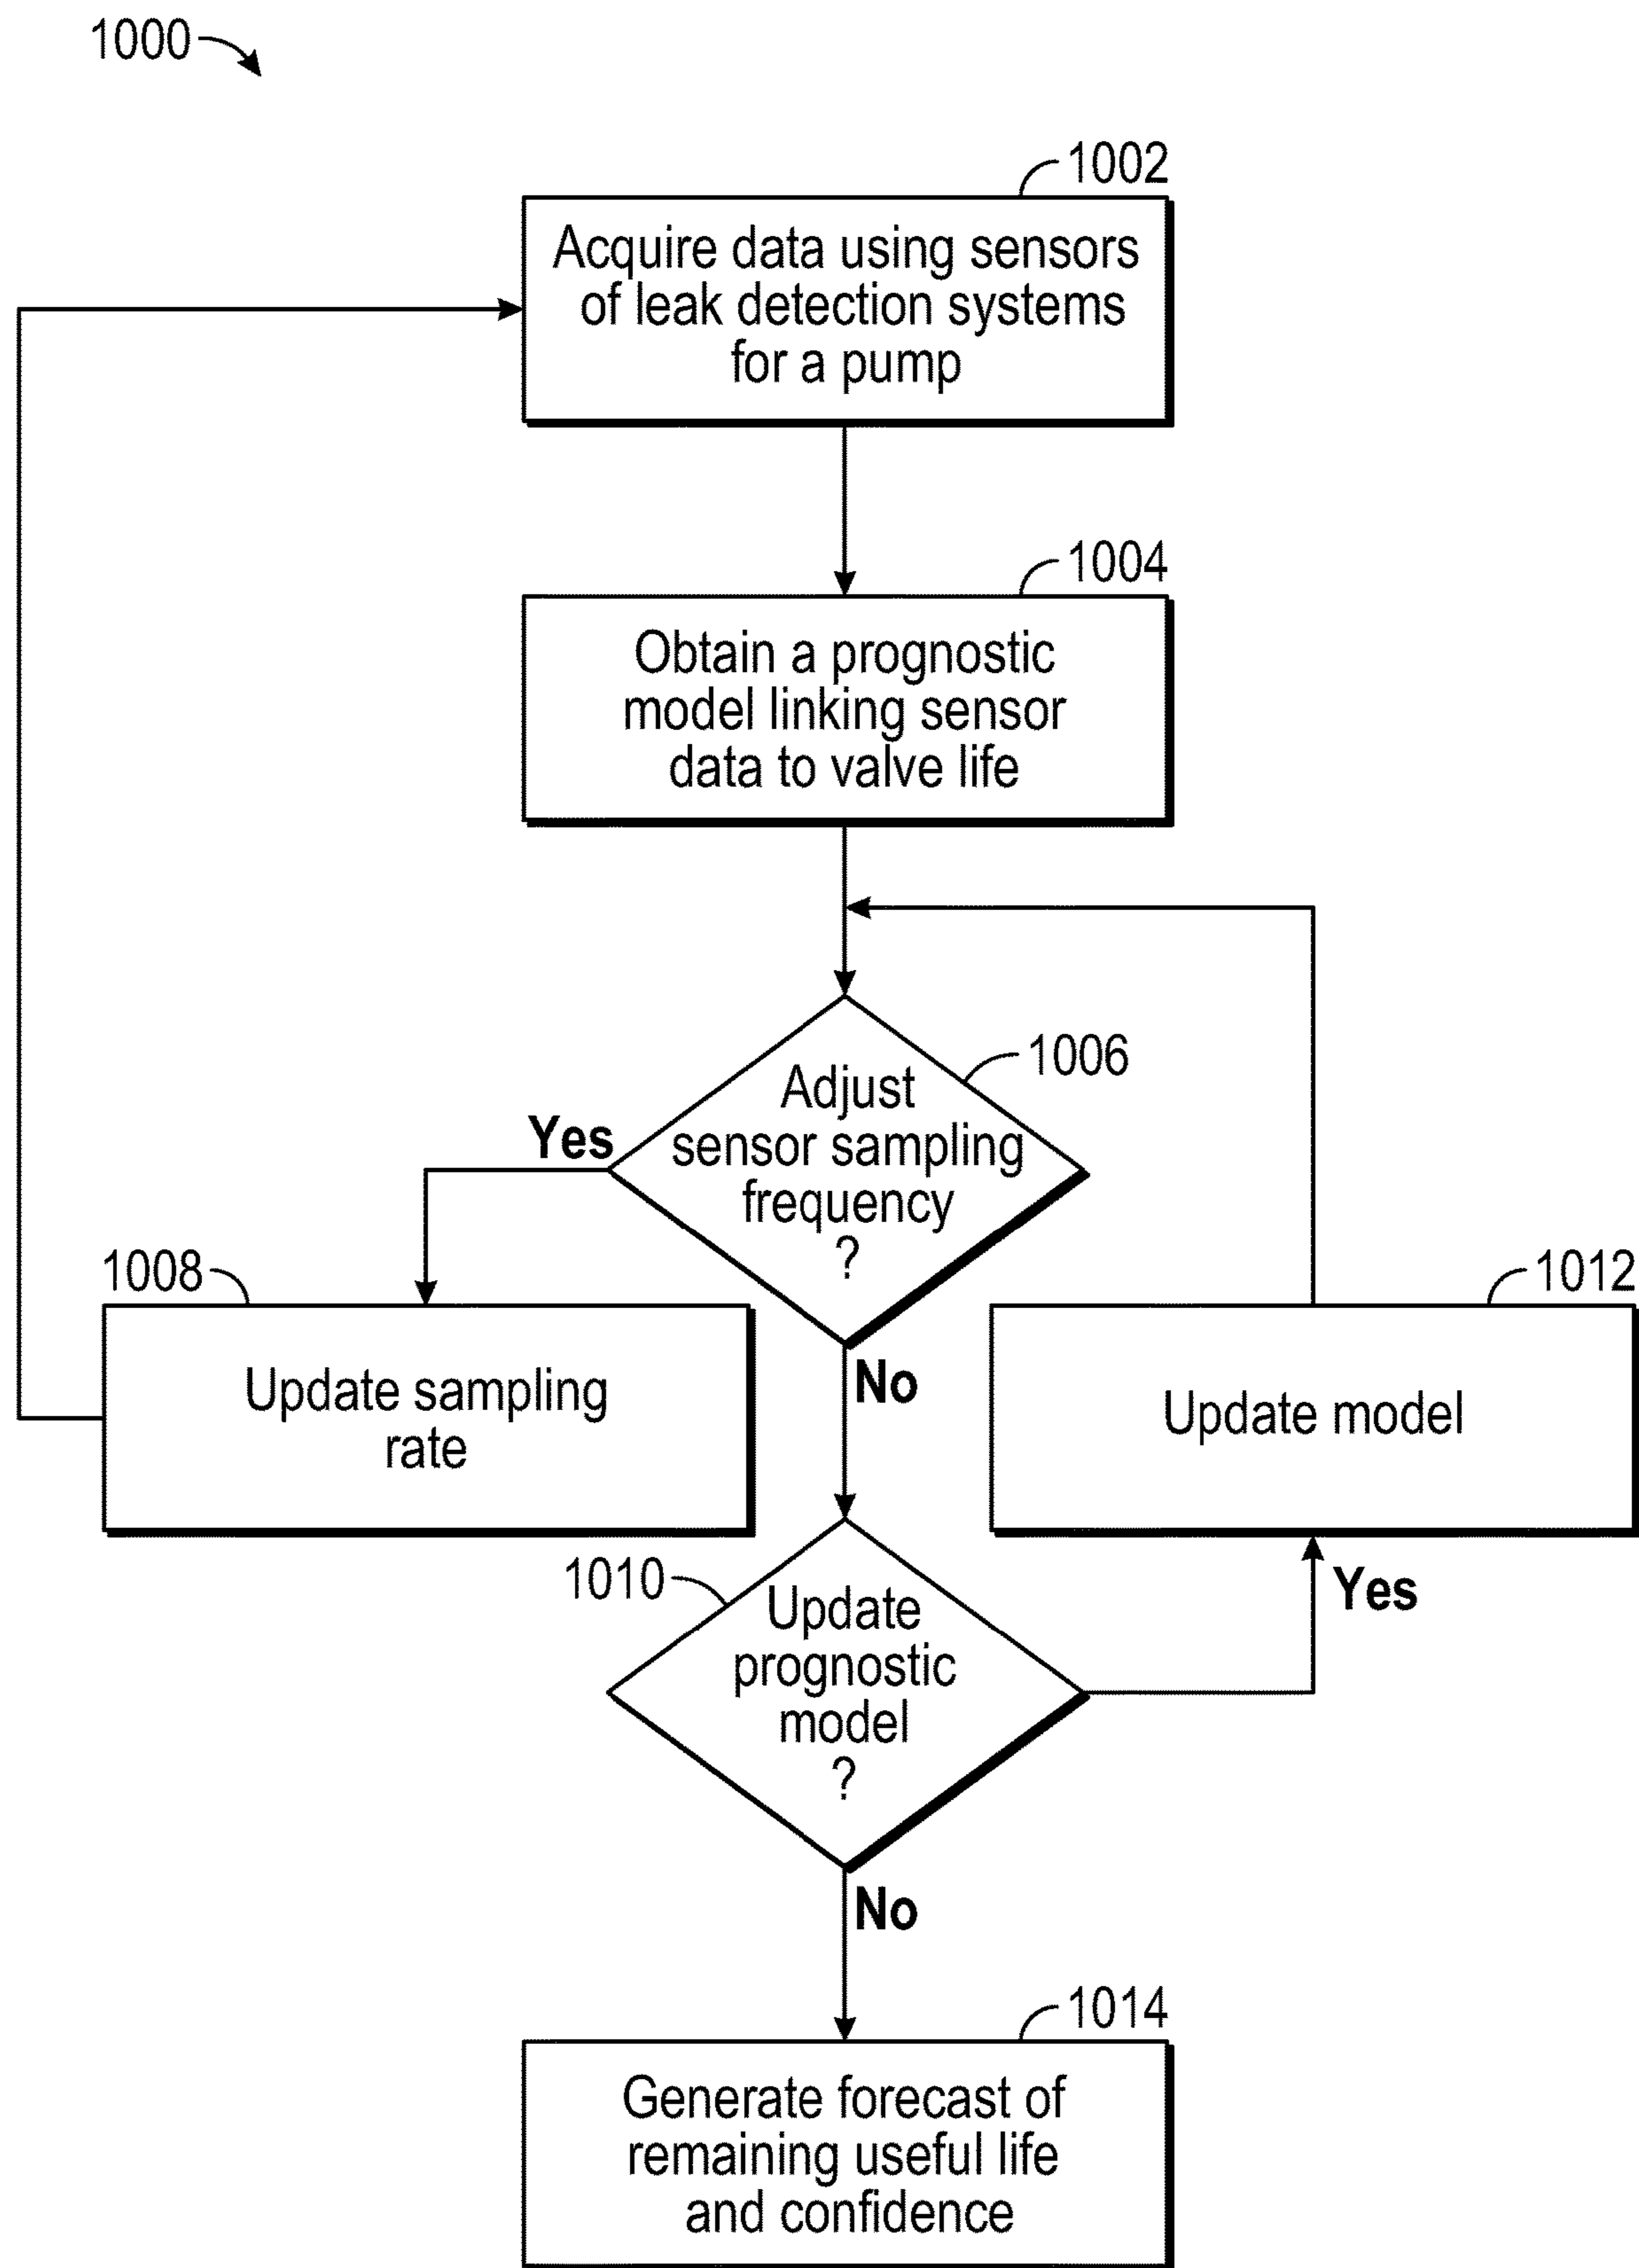 1000
1002
Acquire data using sensors
of leak detection systems
for a pump
1004
Obtain a prognostic
model linking sensor
data to valve life
1006
Adjust
sensor sampling
frequency
?
Yes
No
1008
Update sampling
rate
1012
Update model
1010
Update
prognostic
model
?
Yes
No
1014
Generate forecast of
remaining useful life
and confidence